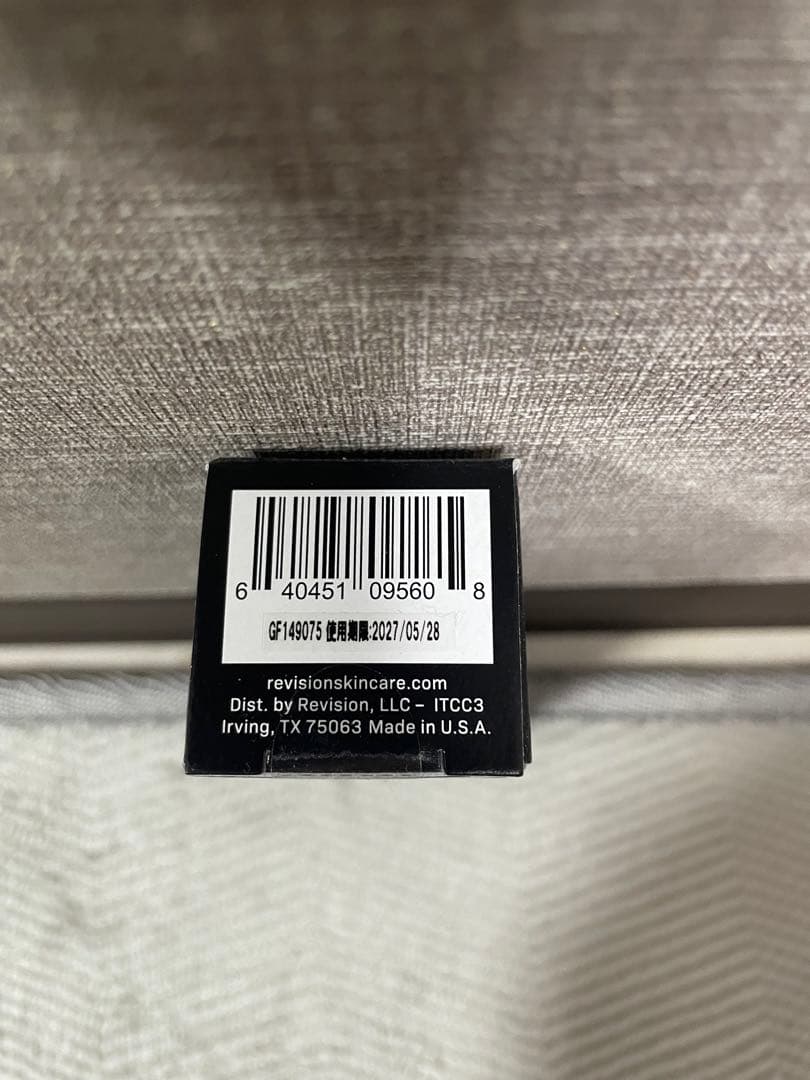 6 40451 09560 8
GF149075 使用期限:2027/05/28
revisionskincare.com
Dist. by Revision, LLC – ITCC3
Irving, TX 75063 Made in U.S.A.